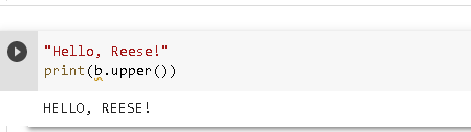 "Hello, Reese!"
print(b.upper())
HELLO, REESE!